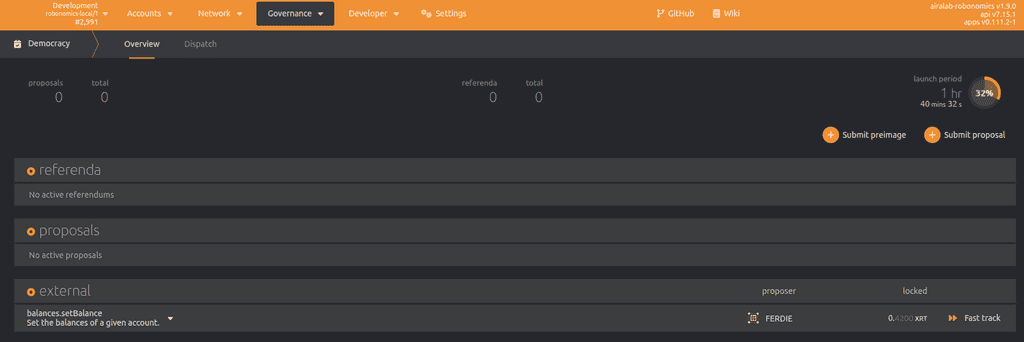 Development
robonomics-local/1
#2,991
Accounts
Network
Governance
Developer
Settings
GitHub
Wiki
airalab-robonomics v1.9.0
api v7.15.1
apps v0.111.2-1
Democracy
Overview
Dispatch
proposals
0
total
0
referenda
0
total
0
launch period
1 hr
40 mins 32 s
32%
Submit preimage
Submit proposal
referenda
No active referendums
proposals
No active proposals
external
proposer
locked
balances.setBalance
Set the balances of a given account.
FERDIE
0.4200 XRT
Fast track